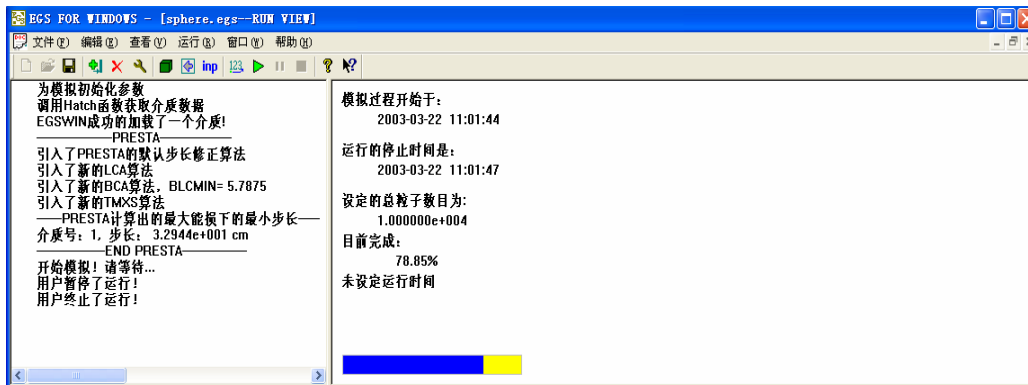 EGS FOR WINDOWS - [sphere.egs--RUN VIEW]
文件(F) 编辑(E) 查看(V) 运行(R) 窗口(W) 帮助(H)
inp 123
为模拟初始化参数
调用Hatch函数获取介质数据
EGSWIN成功的加载了一个介质!
——————PRESTA——————
引入了PRESTA的默认步长修正算法
引入了新的LCA算法
引入了新的BCA算法, BLCMIN= 5.7875
引入了新的TMXS算法
——PRESTA计算出的最大能损下的最小步长——
介质号: 1, 步长: 3.2944e+001 cm
——————END PRESTA——————
开始模拟! 请等待...
用户暂停了运行!
用户终止了运行!
模拟过程开始于:
2003-03-22 11:01:44
运行的停止时间是:
2003-03-22 11:01:47
设定的总粒子数目为:
1.000000e+004
目前完成:
78.85%
未设定运行时间